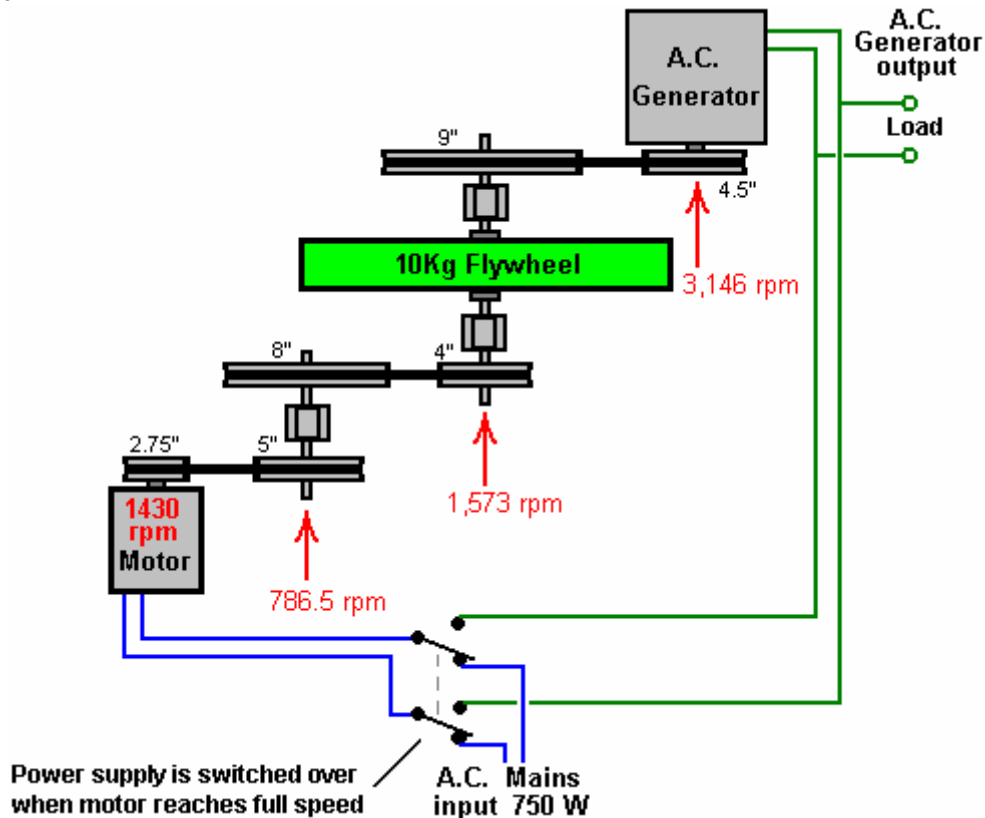 A.C.
Generator
output
A.C.
Generator
Load
9"
4.5"
10Kg Flywheel
3,146 rpm
8"
4"
2.75"
5"
1,573 rpm
1430
rpm
Motor
786.5 rpm
Power supply is switched over
when motor reaches full speed
A.C. Mains
input 750 W